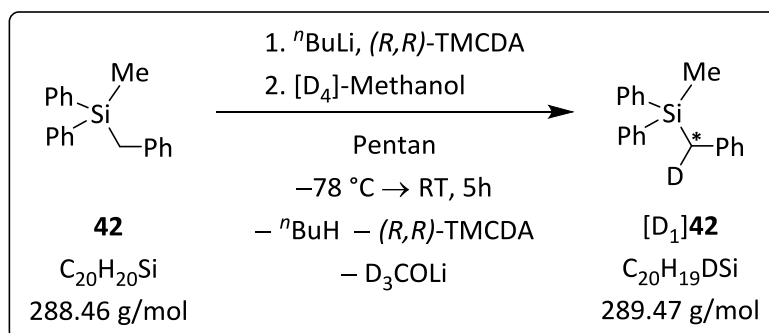 1. ⁿBuLi, (R,R)-TMCDA
2. [D₄]-Methanol
Pentan
–78 °C → RT, 5h
– ⁿBuH – (R,R)-TMCDA
– D₃COLi
Me
Ph
Si
Ph
Ph
42
C₂₀H₂₀Si
288.46 g/mol
Me
Ph
Si
Ph
*
Ph
D
[D₁]42
C₂₀H₁₉DSi
289.47 g/mol